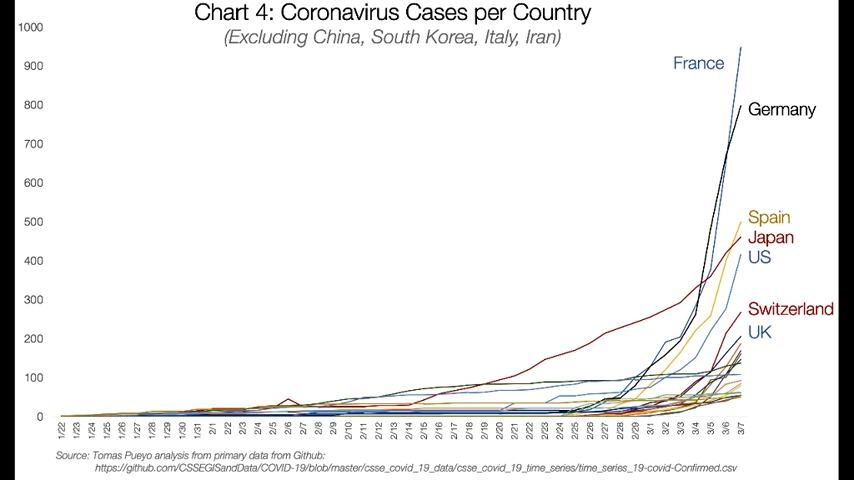 Chart 4: Coronavirus Cases per Country
(Excluding China, South Korea, Italy, Iran)
1000
900
800
700
600
500
400
300
200
100
0
France
Germany
Spain
Japan
US
Switzerland
UK
1/22 1/23 1/24 1/25 1/26 1/27 1/28 1/29 1/30 1/31 2/1 2/2 2/3 2/4 2/5 2/6 2/7 2/8 2/9 2/10 2/11 2/12 2/13 2/14 2/15 2/16 2/17 2/18 2/19 2/20 2/21 2/22 2/23 2/24 2/25 2/26 2/27 2/28 2/29 3/1 3/2 3/3 3/4 3/5 3/6 3/7
Source: Tomas Pueyo analysis from primary data from Github:
https://github.com/CSSEGISandData/COVID-19/blob/master/csse_covid_19_data/csse_covid_19_time_series/time_series_19-covid-Confirmed.csv